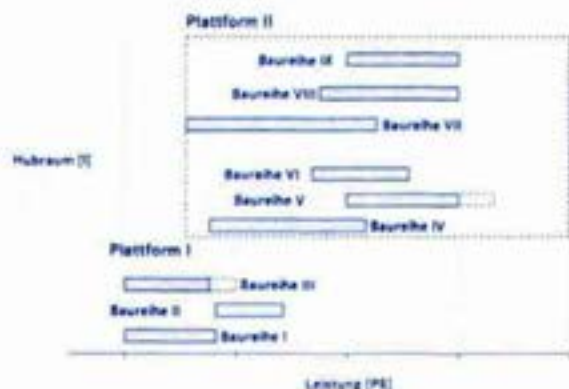 Plattform II
Baureihe IX
Baureihe VIII
Baureihe VII
Hubraum [l]
Baureihe VI
Baureihe V
Baureihe IV
Plattform I
Baureihe III
Baureihe II
Baureihe I
Leistung [PS]